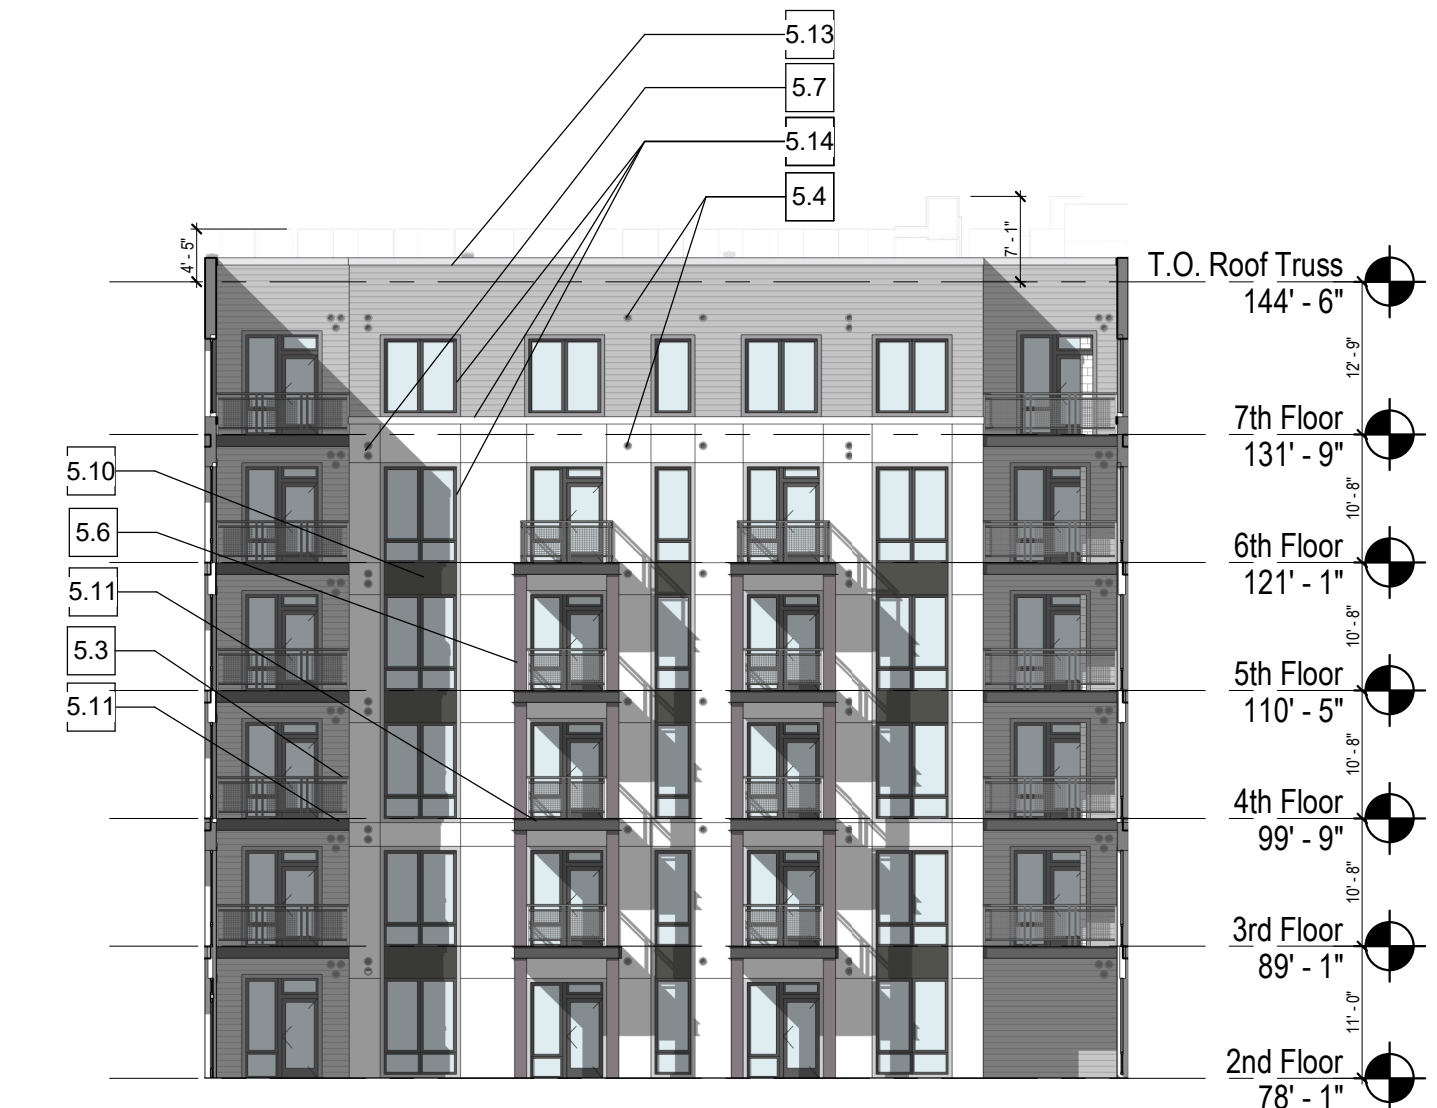 5.13
5.7
5.14
5.4
4' - 5"
7' - 1"
T.O. Roof Truss
144' - 6"
12' - 9"
7th Floor
131' - 9"
5.10
10' - 8"
5.6
6th Floor
121' - 1"
5.11
10' - 8"
5.3
5th Floor
110' - 5"
5.11
10' - 8"
4th Floor
99' - 9"
10' - 8"
3rd Floor
89' - 1"
11' - 0"
2nd Floor
78' - 1"